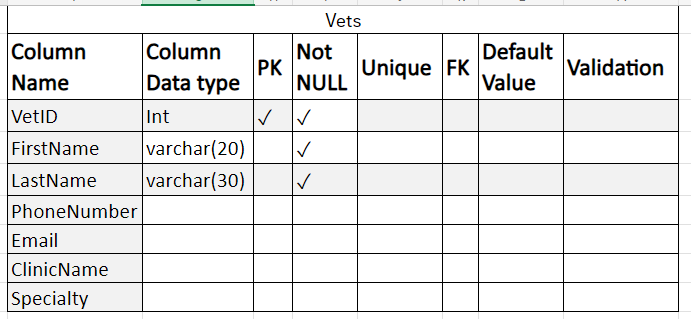 Vets
Column Name Column Data type PK Not NULL Unique FK Default Value Validation
VetID Int ✓ ✓
FirstName varchar(20) ✓
LastName varchar(30) ✓
PhoneNumber
Email
ClinicName
Specialty